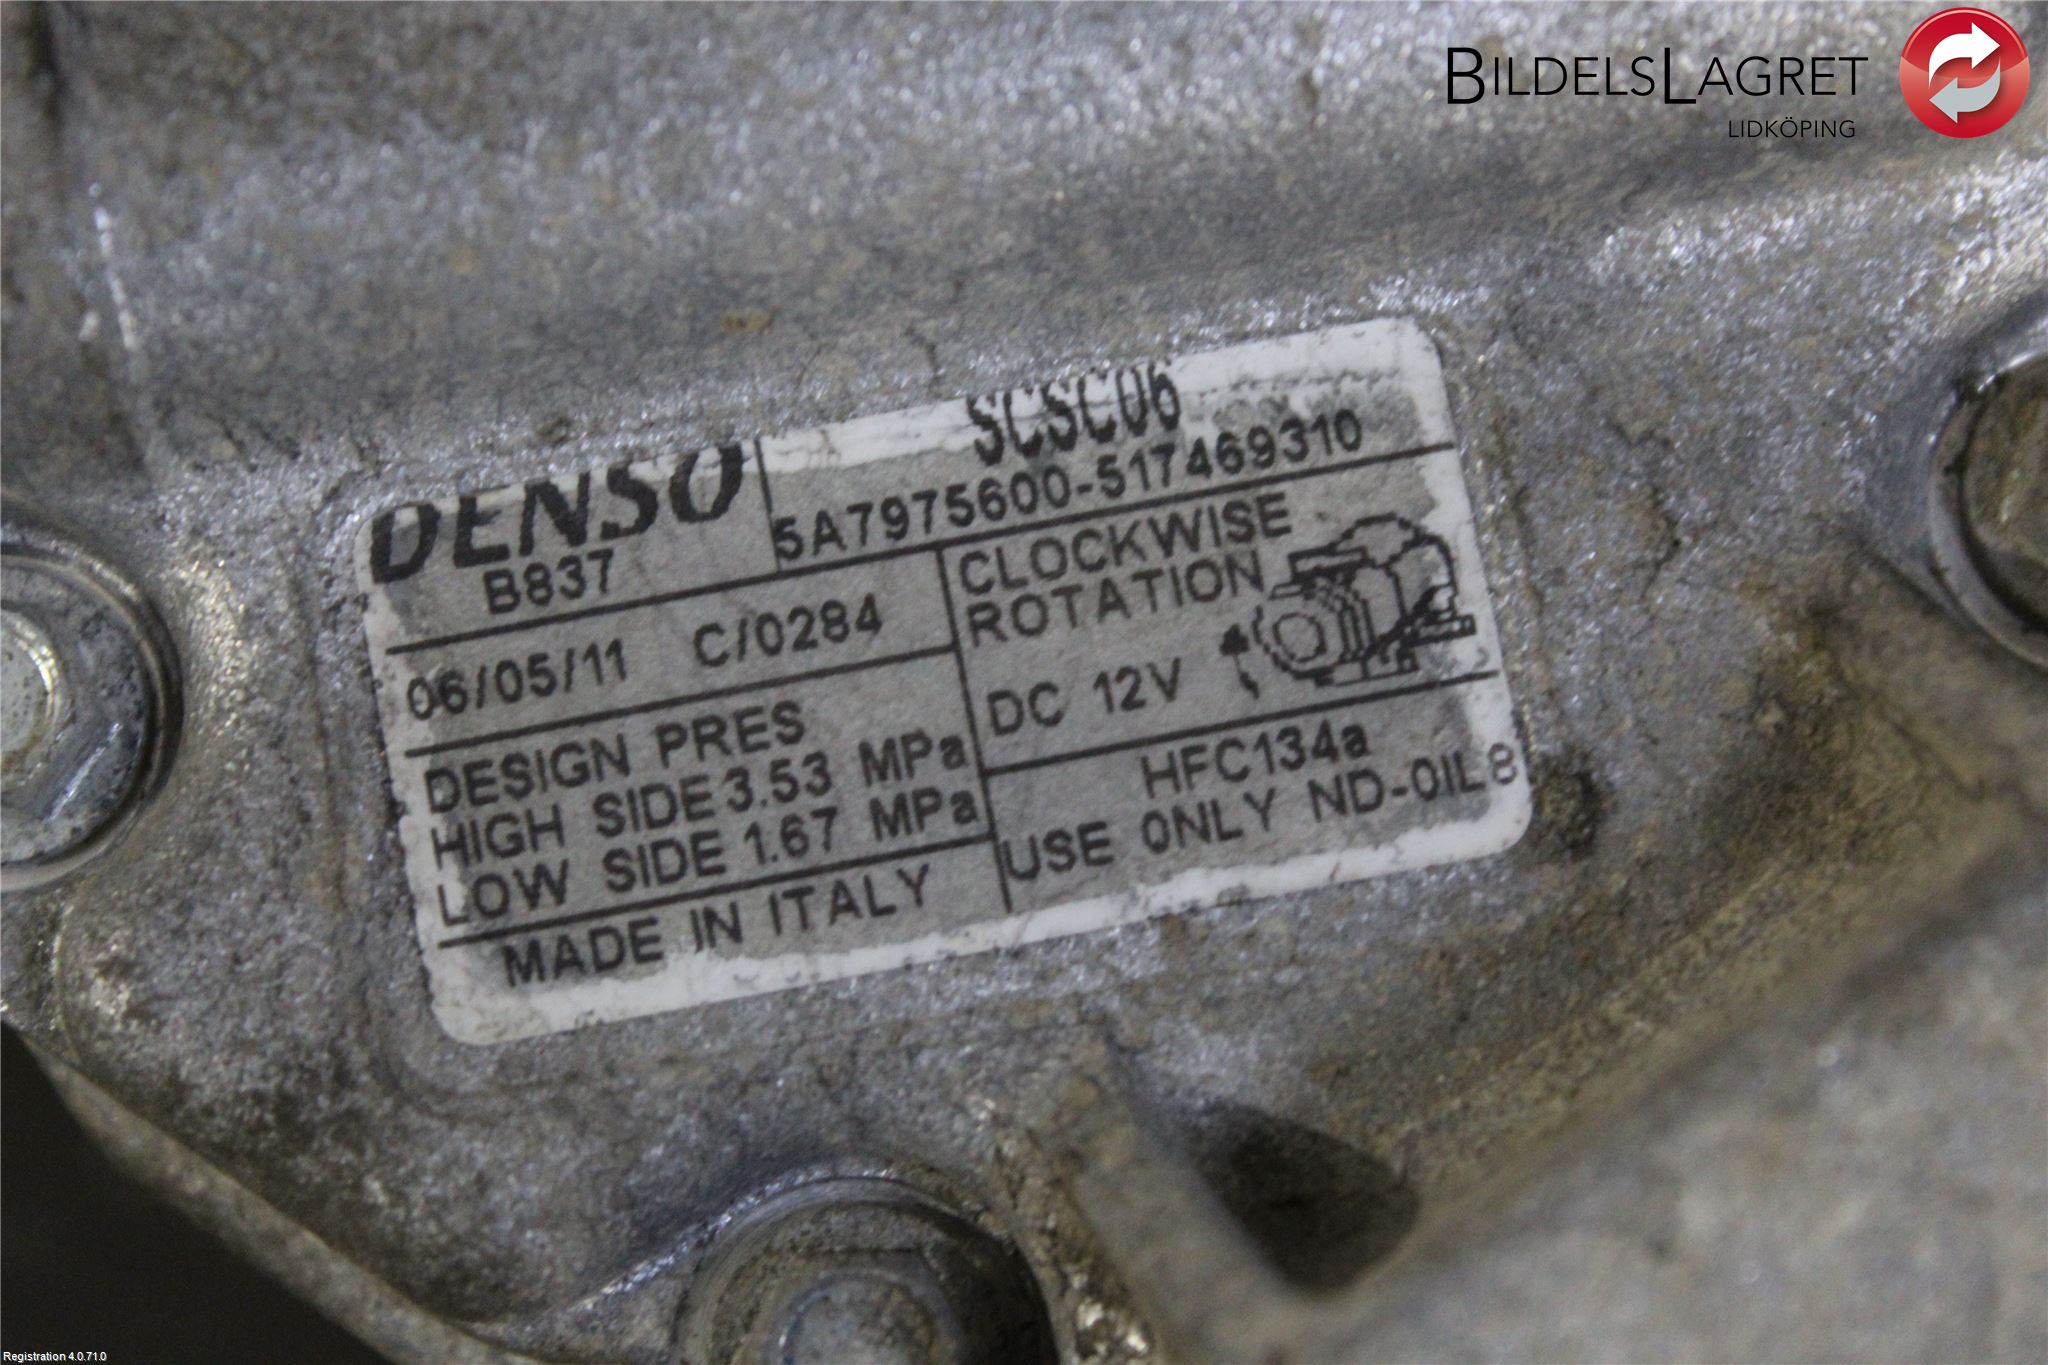 BILDELSLAGRET
LIDKÖPING
DENSO
B837
SCSC06
5A7975600-517469310
06/05/11 C/0284
CLOCKWISE
ROTATION
DC 12V
DESIGN PRES
HIGH SIDE 3.53 MPa
LOW SIDE 1.67 MPa
HFC134a
USE ONLY ND-OIL8
MADE IN ITALY
Registration 4.0.71.0